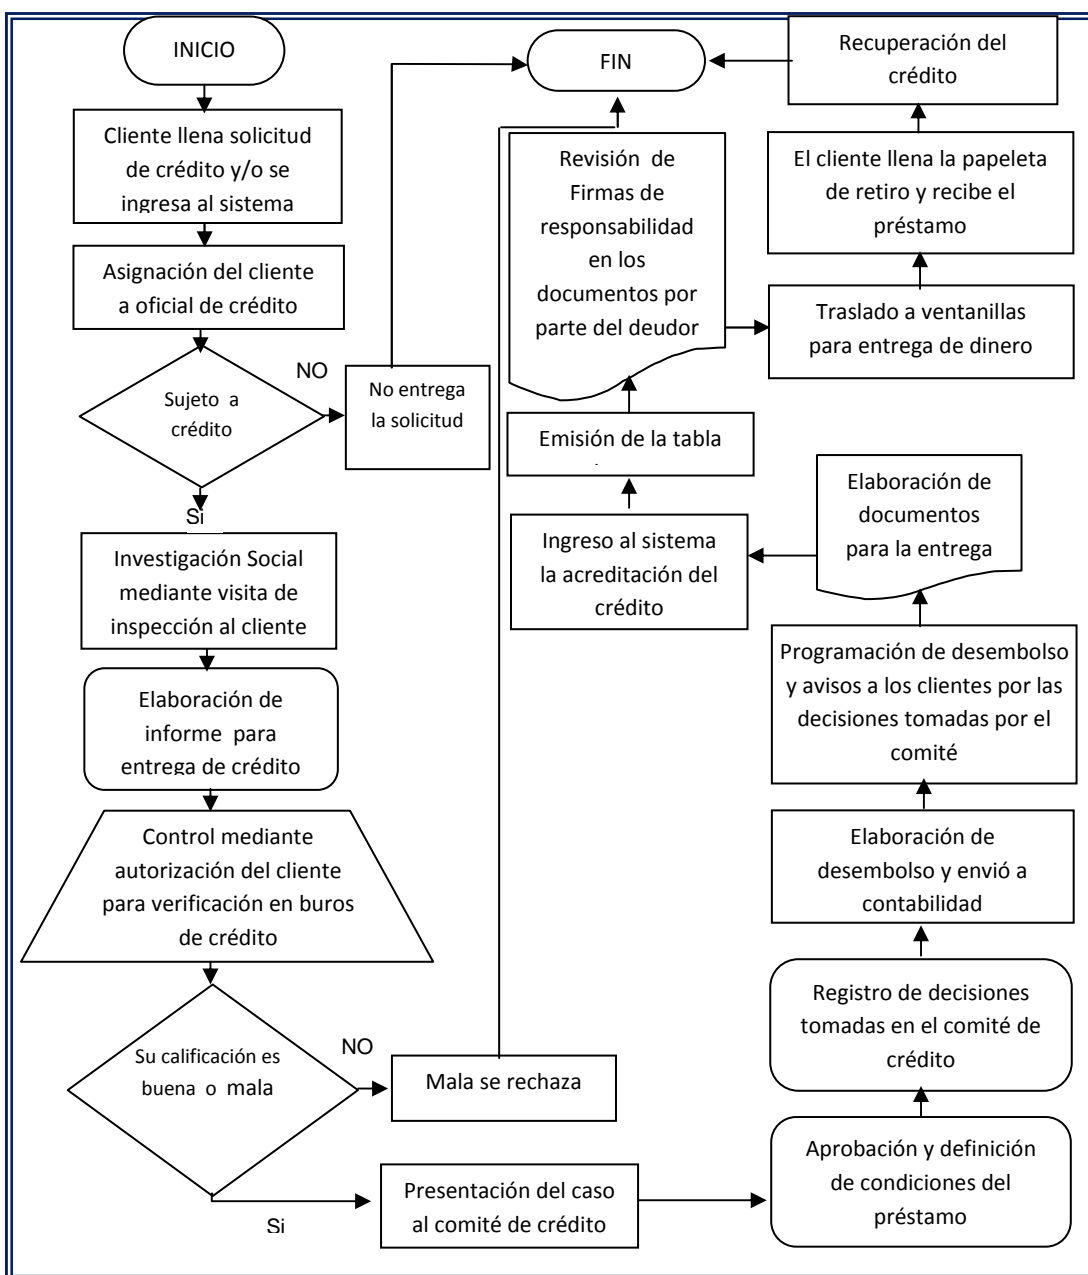 INICIO
Cliente llena solicitud
de crédito y/o se
ingresa al sistema
Asignación del cliente
a oficial de crédito
Sujeto a
crédito
NO
No entrega
la solicitud
Si
Investigación Social
mediante visita de
inspección al cliente
Elaboración de
informe para
entrega de crédito
Control mediante
autorización del cliente
para verificación en buros
de crédito
Su calificación es
buena o mala
NO
Mala se rechaza
Si
Presentación del caso
al comité de crédito
Aprobación y definición
de condiciones del
préstamo
Registro de decisiones
tomadas en el comité de
crédito
Elaboración de
desembolso y envió a
contabilidad
Programación de desembolso
y avisos a los clientes por las
decisiones tomadas por el
comité
Elaboración de
documentos
para la entrega
Ingreso al sistema
la acreditación del
crédito
Emisión de la tabla
Revisión de
Firmas de
responsabilidad
en los
documentos por
parte del deudor
Traslado a ventanillas
para entrega de dinero
El cliente llena la papeleta
de retiro y recibe el
préstamo
Recuperación del
crédito
FIN